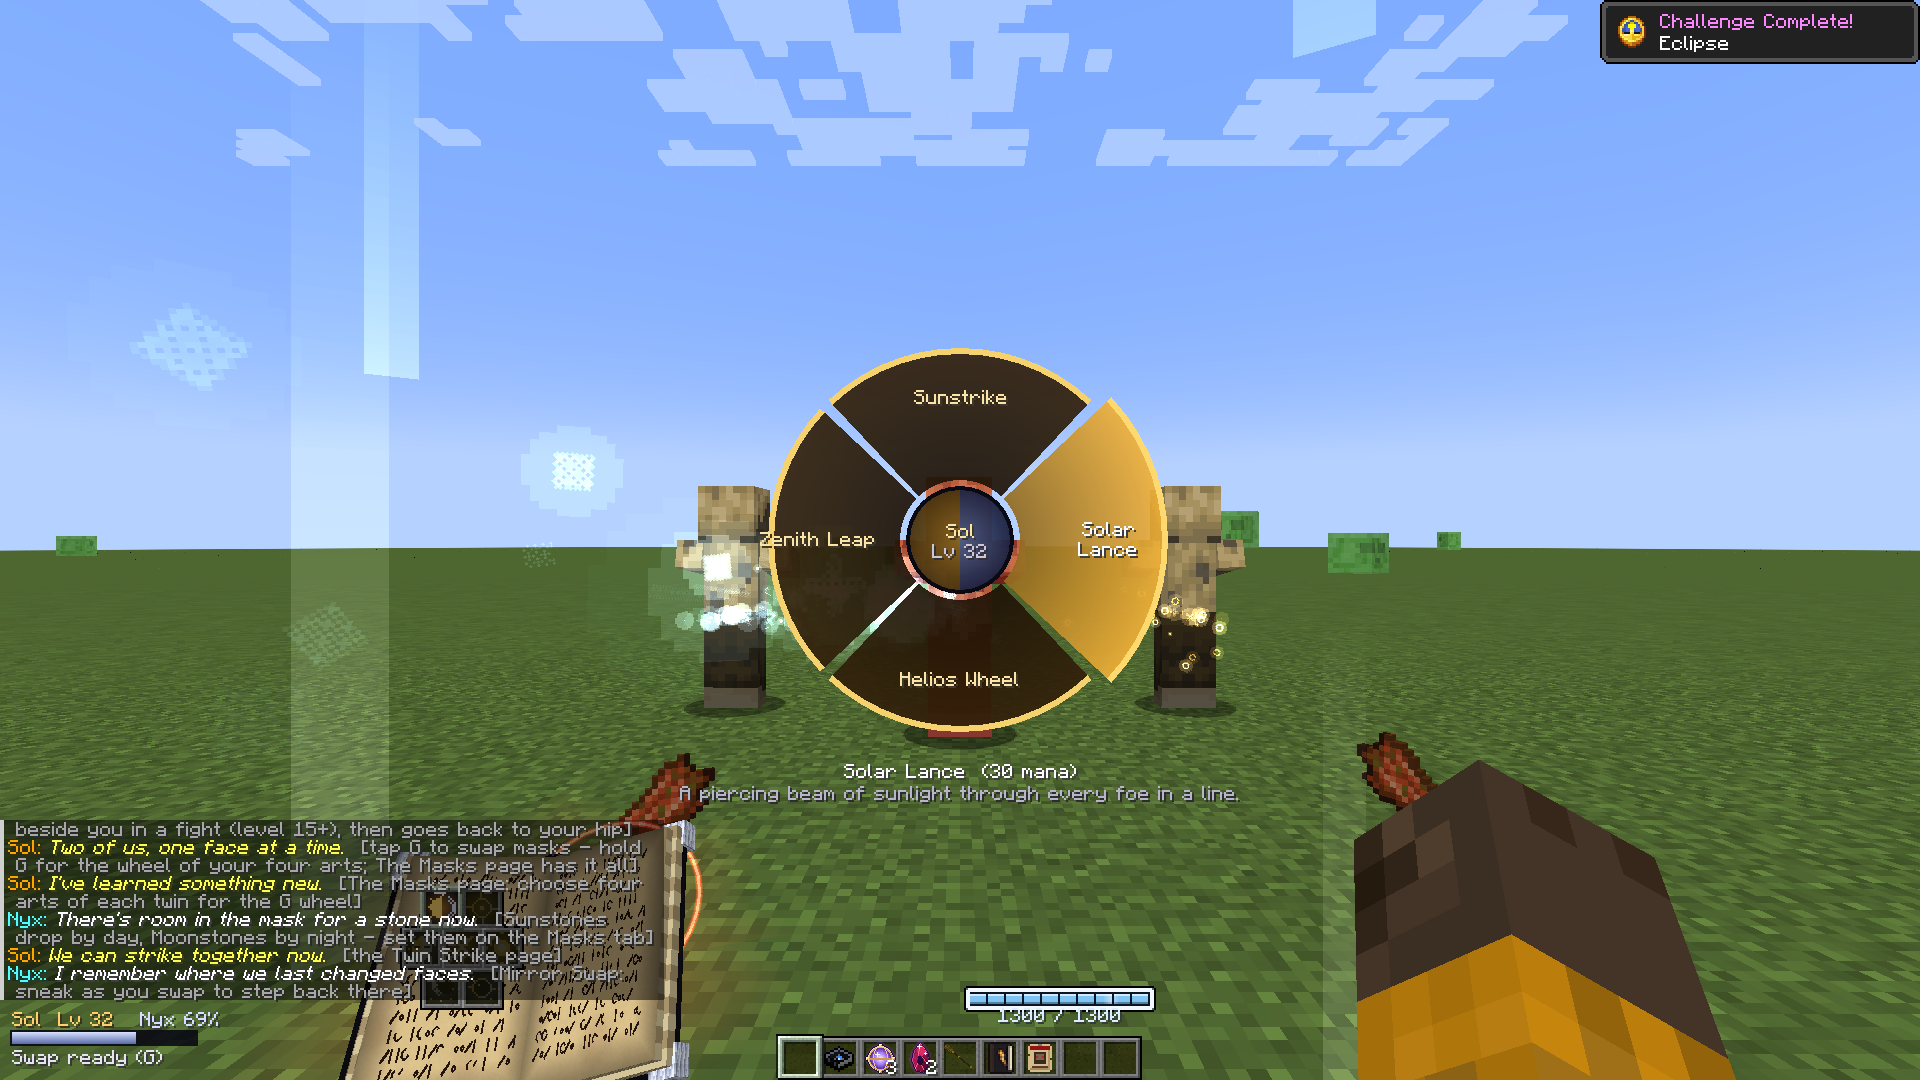 Challenge Complete!
Eclipse
Sunstrike
Zenith Leap
Sol
Lv 32
Solar
Lance
Helios Wheel
Solar Lance (30 mana)
A piercing beam of sunlight through every foe in a line.
beside you in a fight (level 15+), then goes back to your hip]
Sol: Two of us, one face at a time. [tap G to swap masks - hold
G for the wheel of your four arts; The Masks page has it all]
Sol: I've learned something new. [The Masks page: choose four
arts of each twin for the G wheel]
Nyx: There's room in the mask for a stone now. [Sunstones
drop by day, Moonstones by night - set them on the Masks tab]
Sol: We can strike together now. [the Twin Strike page]
Nyx: I remember where we last changed faces. [Mirror Swap:
sneak as you swap to step back there]
Sol Lv 32 Nyx 69%
Swap ready (G)
1300 / 1300
3
2